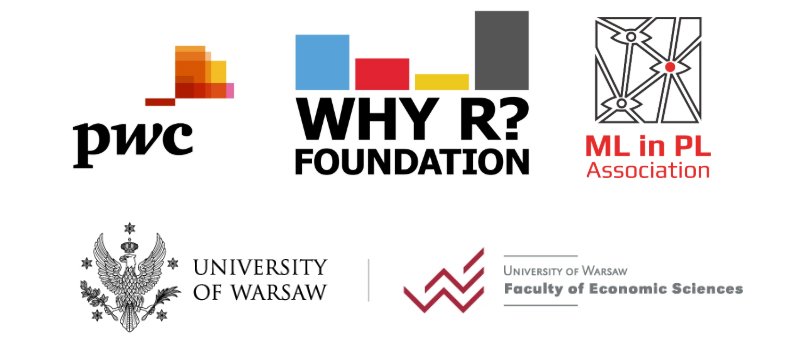 pwc
WHY R?
FOUNDATION
ML in PL
Association
UNIVERSITY
OF WARSAW
UNIVERSITY OF WARSAW
Faculty of Economic Sciences